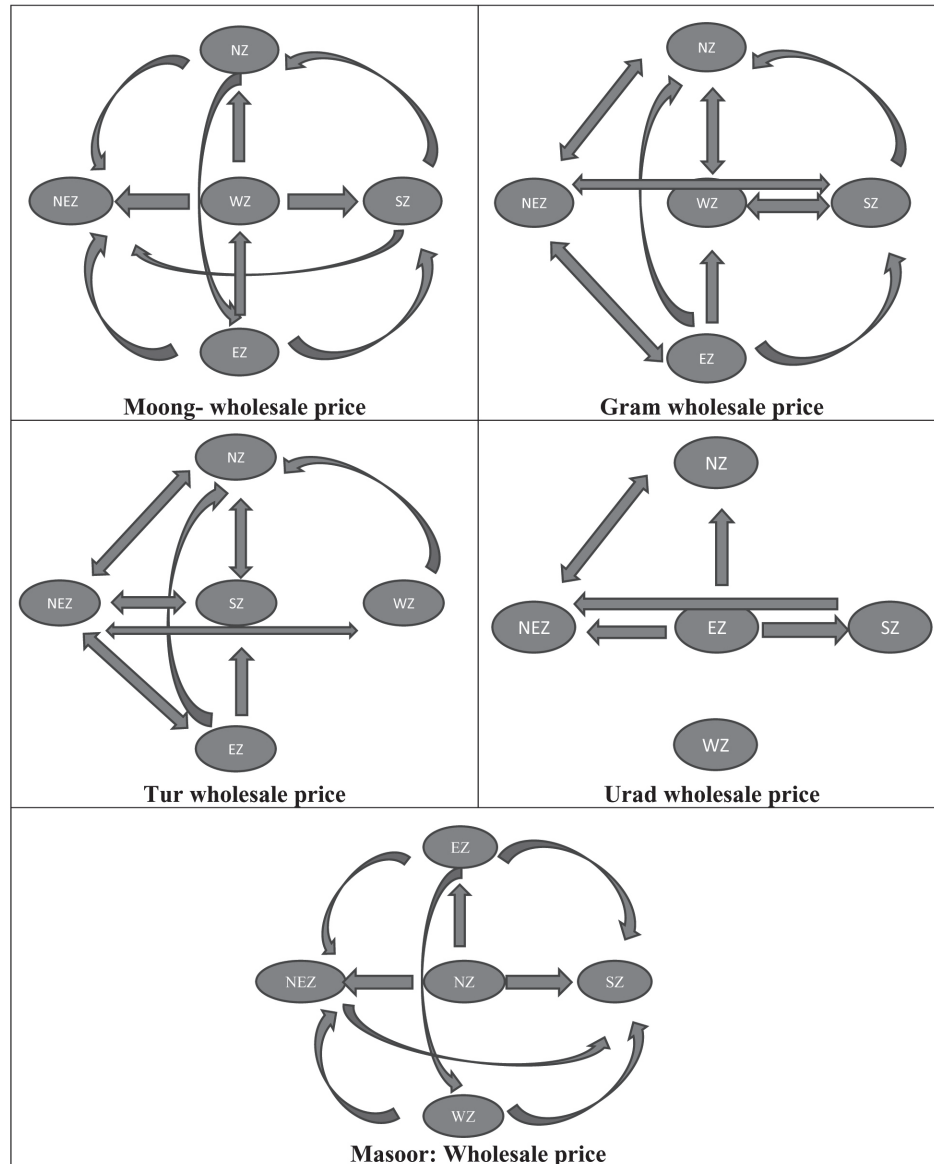 NZ
NEZ WZ SZ
EZ
Moong- wholesale price
NZ
NEZ WZ SZ
EZ
Gram wholesale price
NZ
NEZ SZ WZ
EZ
Tur wholesale price
NZ
NEZ EZ SZ
WZ
Urad wholesale price
EZ
NEZ NZ SZ
WZ
Masoor: Wholesale price